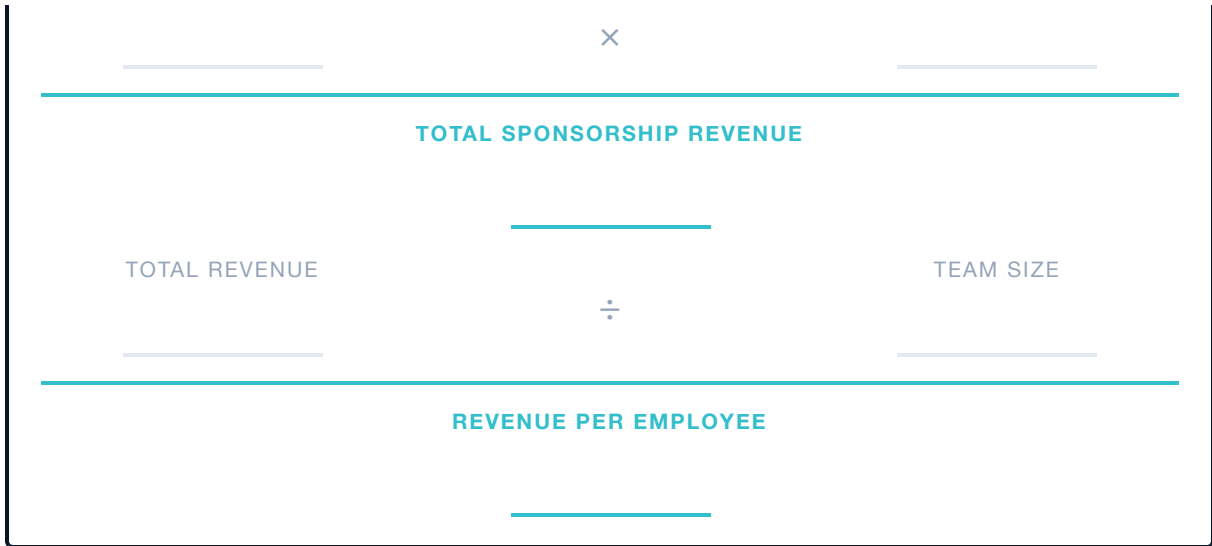 ×
TOTAL SPONSORSHIP REVENUE
TOTAL REVENUE
TEAM SIZE
÷
REVENUE PER EMPLOYEE